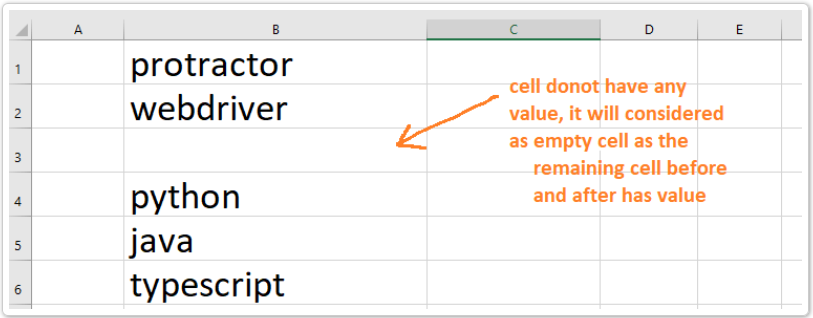 A B C D E
1 protractor
2 webdriver
3
4 python
5 java
6 typescript
cell donot have any
value, it will considered
as empty cell as the
remaining cell before
and after has value